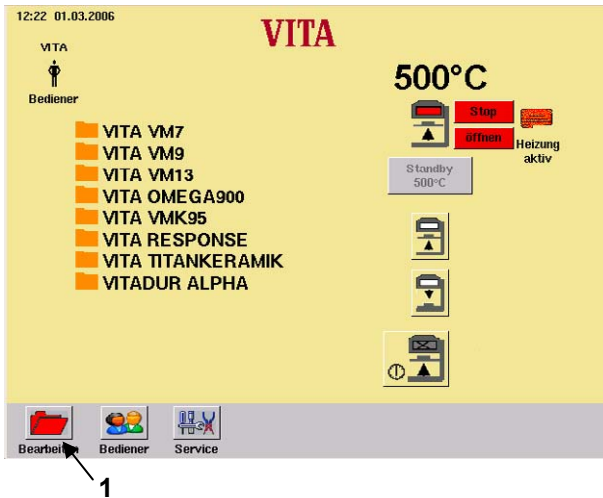 12:22 01.03.2006
VITA
VITA
Bediener
500°C
Stop
öffnen
Heizung
aktiv
Standby
500°C
VITA VM7
VITA VM9
VITA VM13
VITA OMEGA900
VITA VMK95
VITA RESPONSE
VITA TITANKERAMIK
VITADUR ALPHA
Bearbeiten
Bediener
Service
1